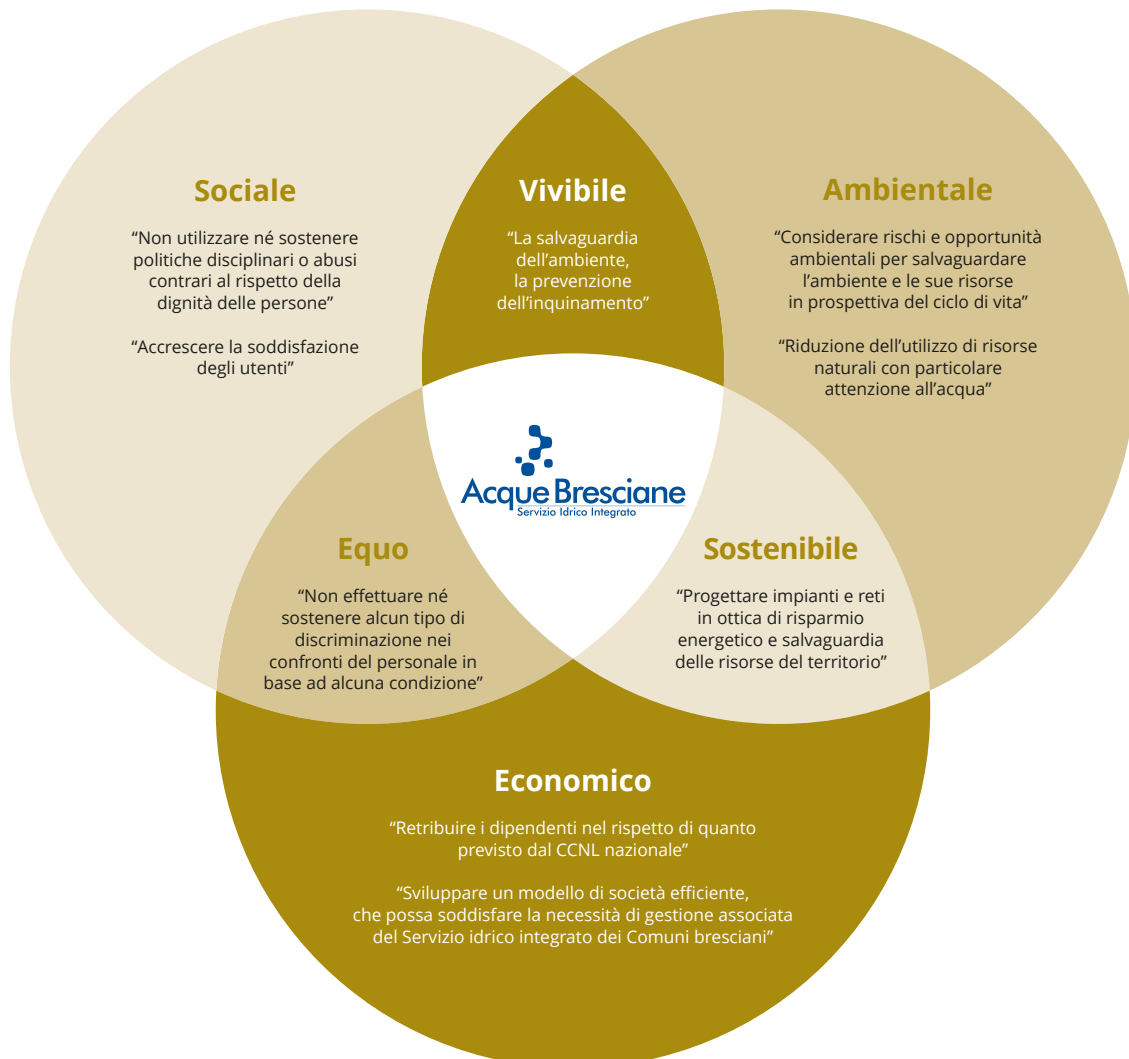 Sociale
“Non utilizzare né sostenere
politiche disciplinari o abusi
contrari al rispetto della
dignità delle persone”
“Accrescere la soddisfazione
degli utenti”
Vivibile
“La salvaguardia
dell’ambiente,
la prevenzione
dell’inquinamento”
Ambientale
“Considerare rischi e opportunità
ambientali per salvaguardare
l’ambiente e le sue risorse
in prospettiva del ciclo di vita”
“Riduzione dell’utilizzo di risorse
naturali con particolare
attenzione all’acqua”
Acque Bresciane
Servizio Idrico Integrato
Equo
“Non effettuare né
sostenere alcun tipo di
discriminazione nei
confronti del personale in
base ad alcuna condizione”
Sostenibile
“Progettare impianti e reti
in ottica di risparmio
energetico e salvaguardia
delle risorse del territorio”
Economico
“Retribuire i dipendenti nel rispetto di quanto
previsto dal CCNL nazionale”
“Sviluppare un modello di società efficiente,
che possa soddisfare la necessità di gestione associata
del Servizio idrico integrato dei Comuni bresciani”